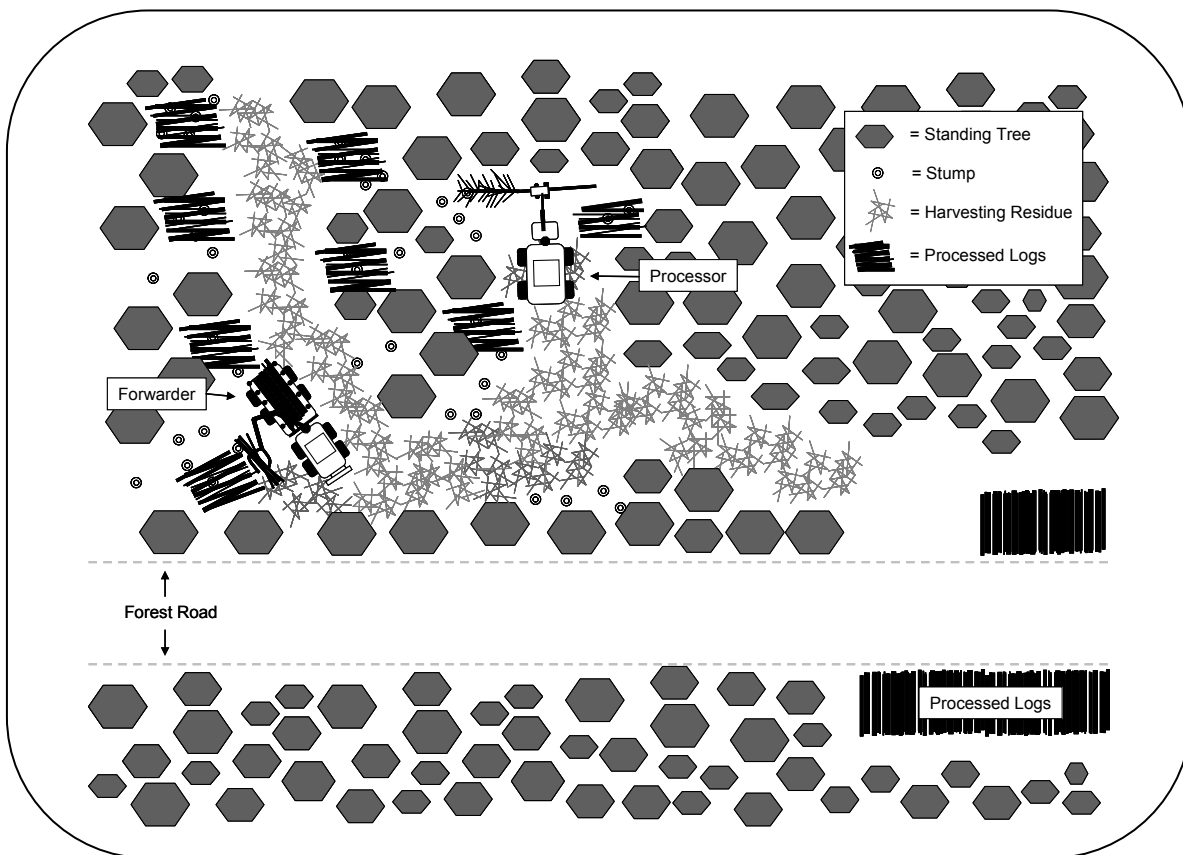 = Standing Tree
= Stump
= Harvesting Residue
= Processed Logs
Processor
Forwarder
Forest Road
Processed Logs